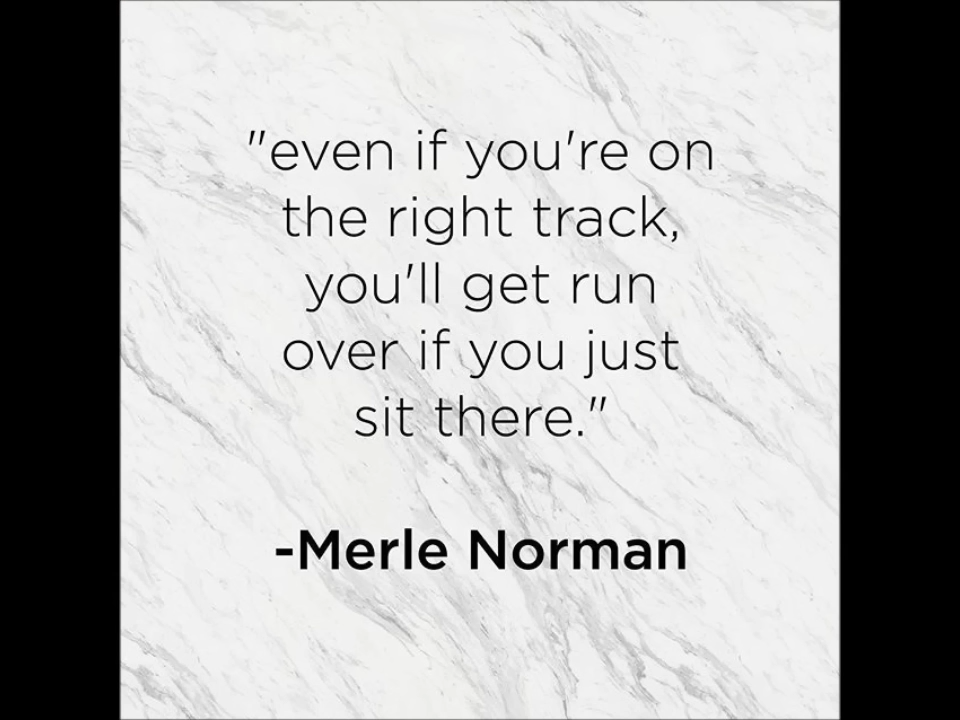 "even if you're on
the right track,
you'll get run
over if you just
sit there."
-Merle Norman